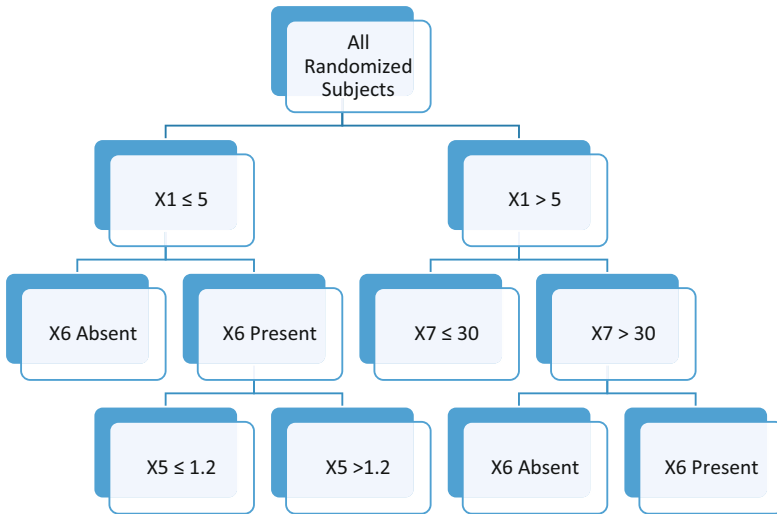 All
Randomized
Subjects
X1 ≤ 5
X1 > 5
X6 Absent
X6 Present
X7 ≤ 30
X7 > 30
X5 ≤ 1.2
X5 >1.2
X6 Absent
X6 Present